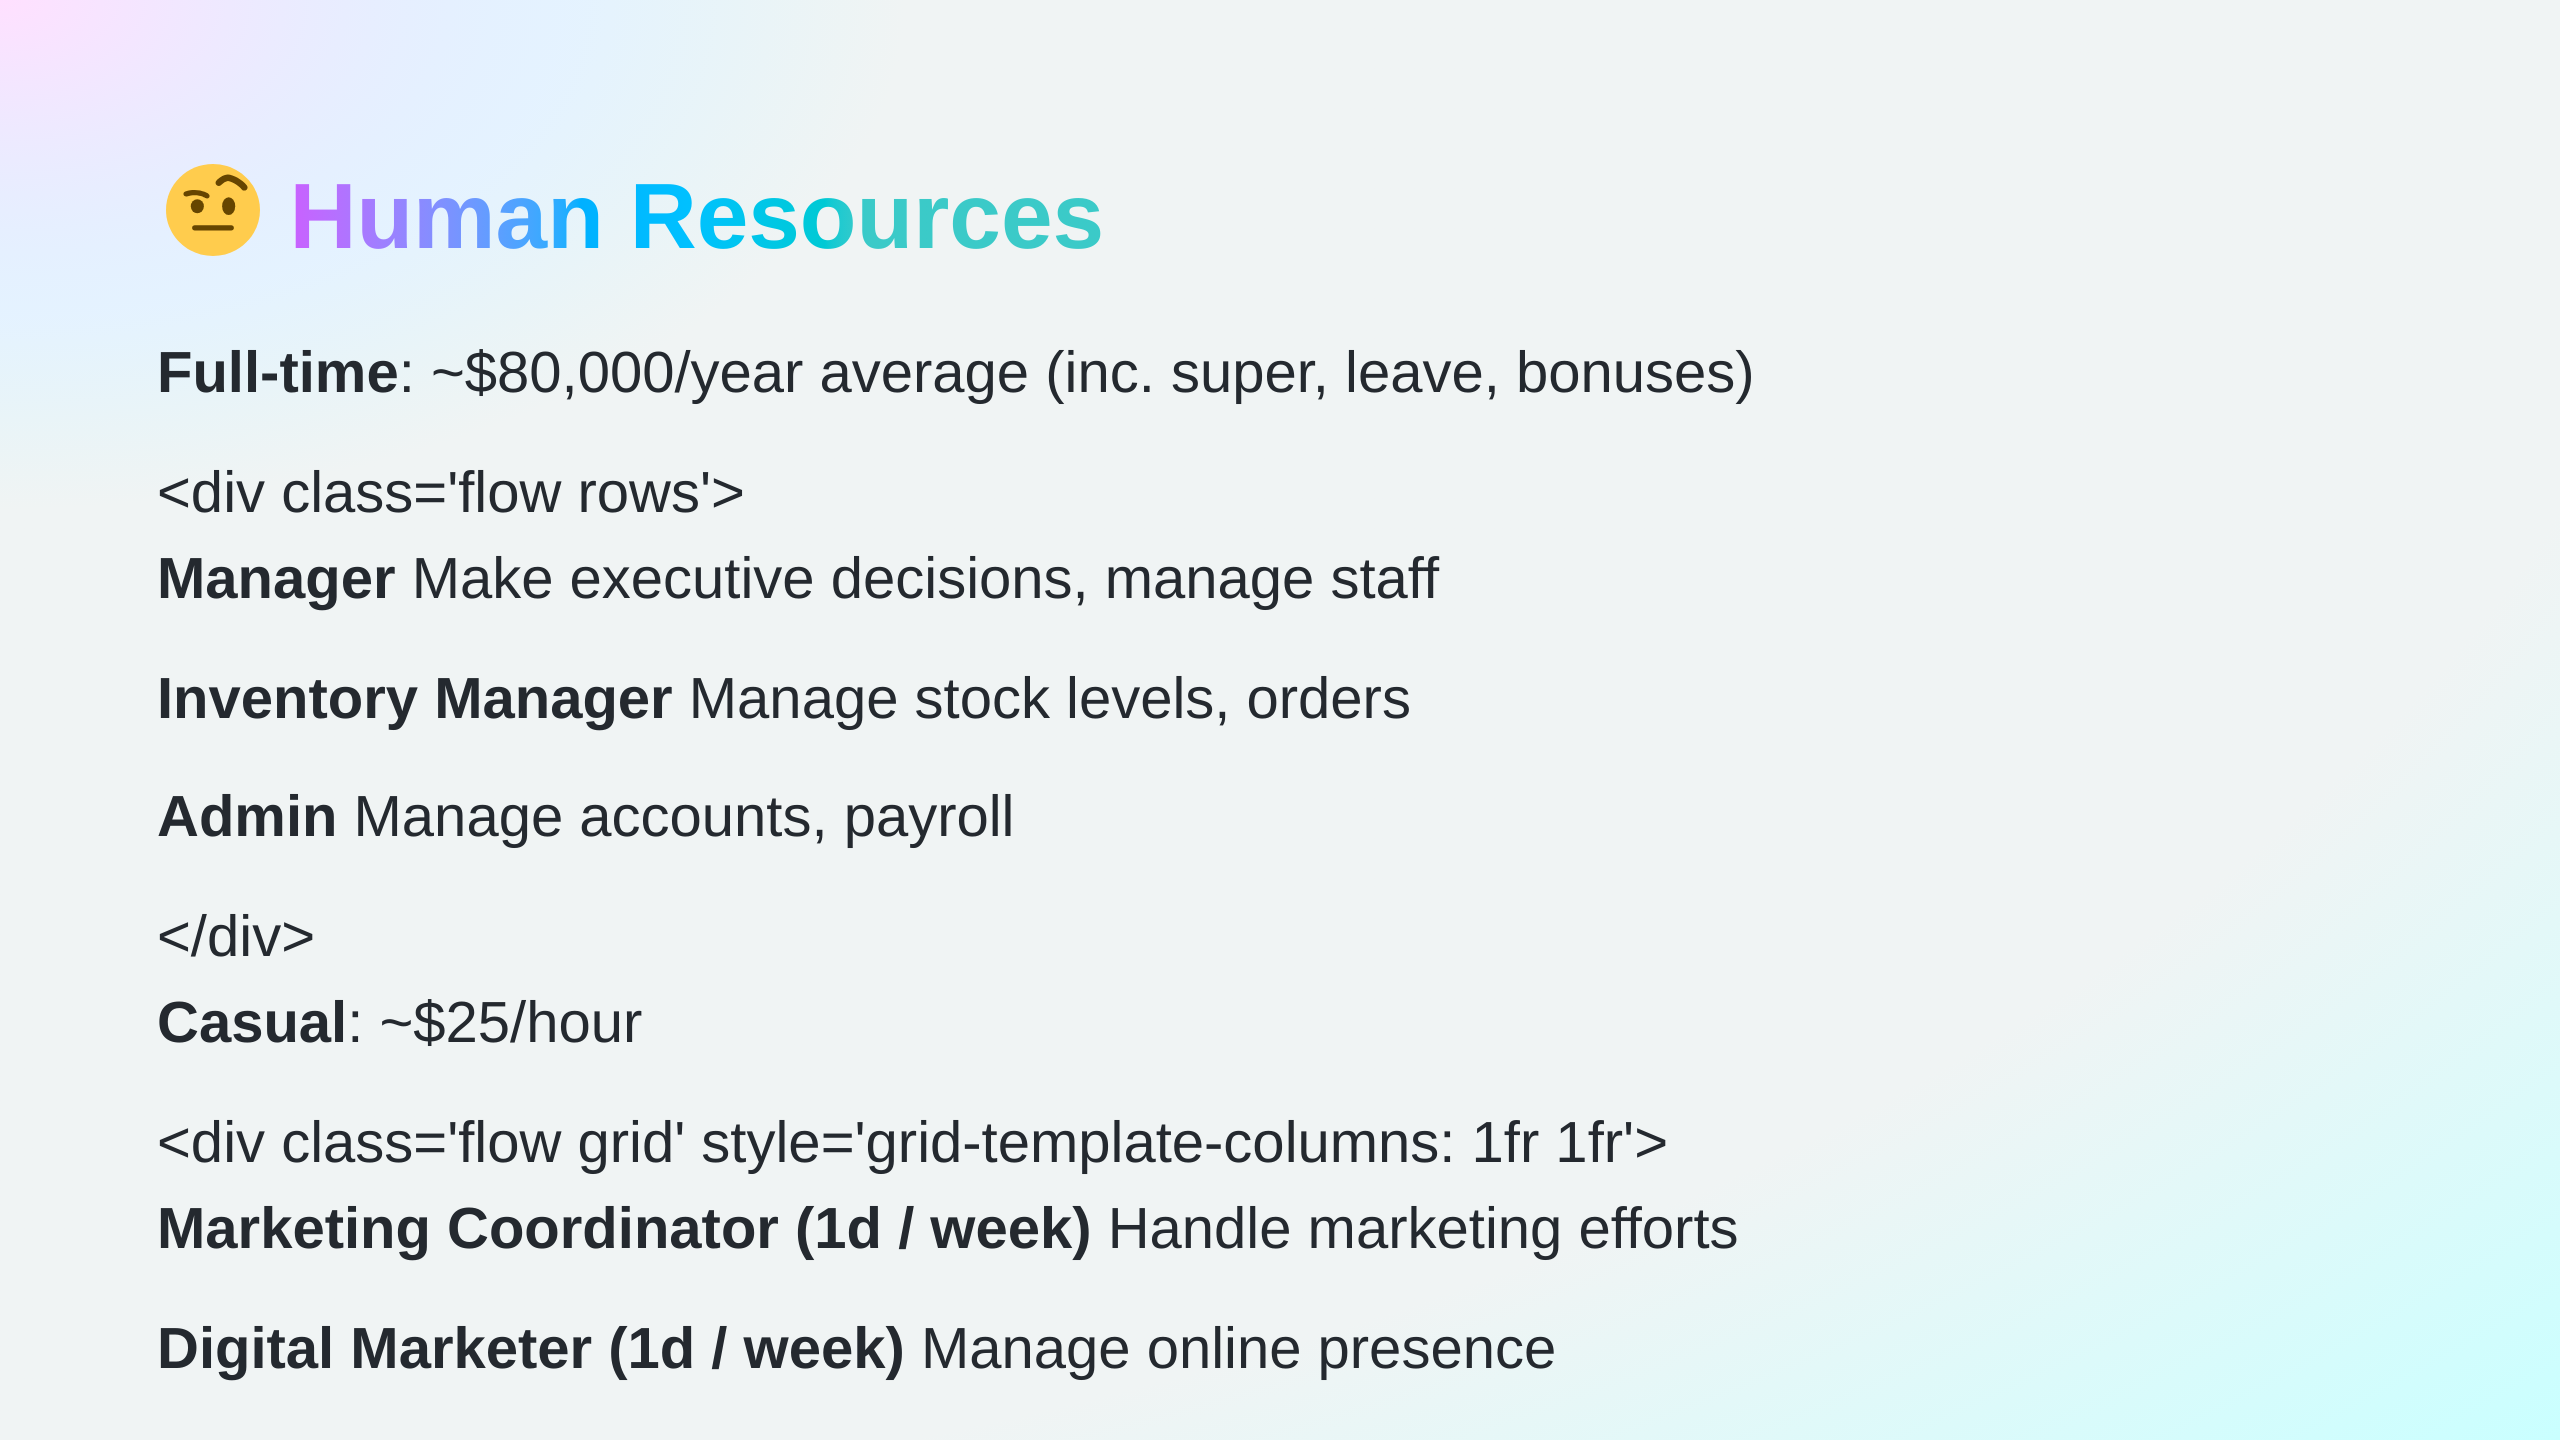 🤨 Human Resources
Full-time: ~$80,000/year average (inc. super, leave, bonuses)
<div class='flow rows'>
Manager Make executive decisions, manage staff
Inventory Manager Manage stock levels, orders
Admin Manage accounts, payroll
</div>
Casual: ~$25/hour
<div class='flow grid' style='grid-template-columns: 1fr 1fr'>
Marketing Coordinator (1d / week) Handle marketing efforts
Digital Marketer (1d / week) Manage online presence